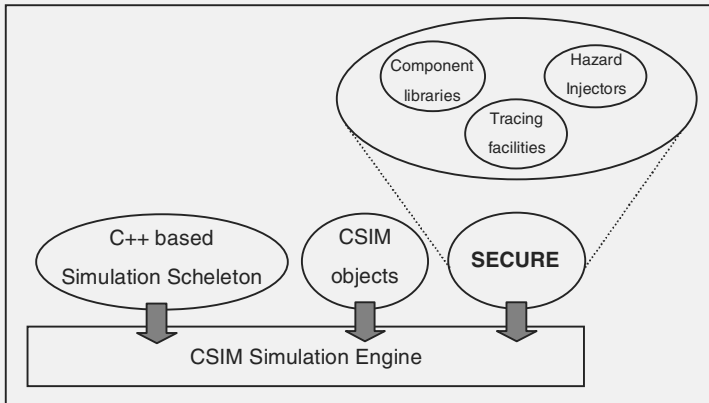 Component
libraries
Hazard
Injectors
Tracing
facilities
C++ based
Simulation Scheleton
CSIM
objects
SECURE
CSIM Simulation Engine